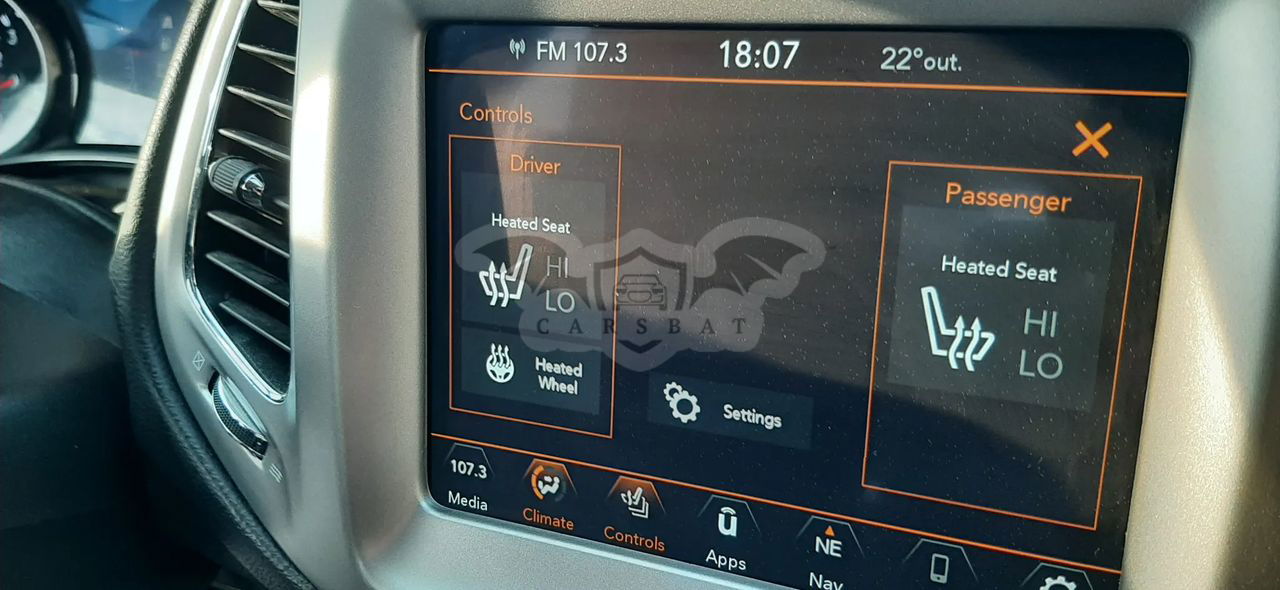 FM 107.3
18:07
22°out.
Controls
Driver
Heated Seat
HI
LO
Heated
Wheel
Settings
Passenger
Heated Seat
HI
LO
CARSBAT
107.3
Media
Climate
Controls
Apps
NE
Nav